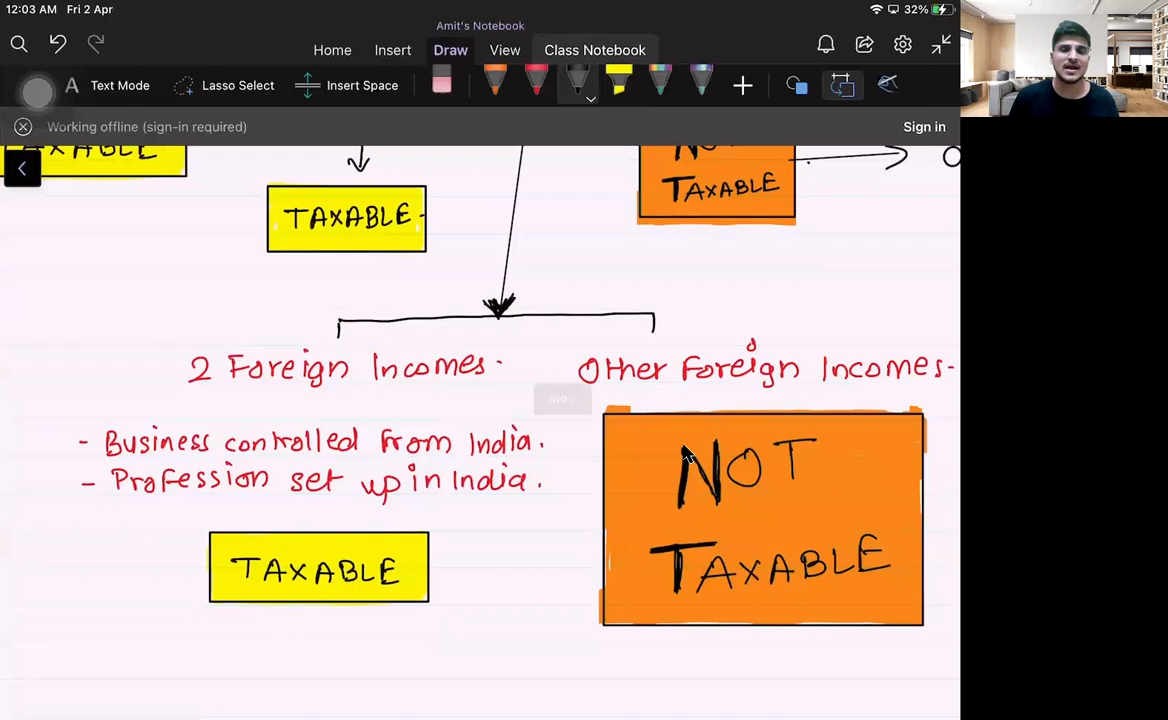 12:03 AM Fri 2 Apr
32%
Amit's Notebook
Home Insert Draw View Class Notebook
Text Mode Lasso Select Insert Space
Working offline (sign-in required) Sign in
TAXABLE
TAXABLE
2 Foreign Incomes. Other Foreign Incomes.
- Business controlled from India.
- Profession set up in India.
NOT
TAXABLE
TAXABLE